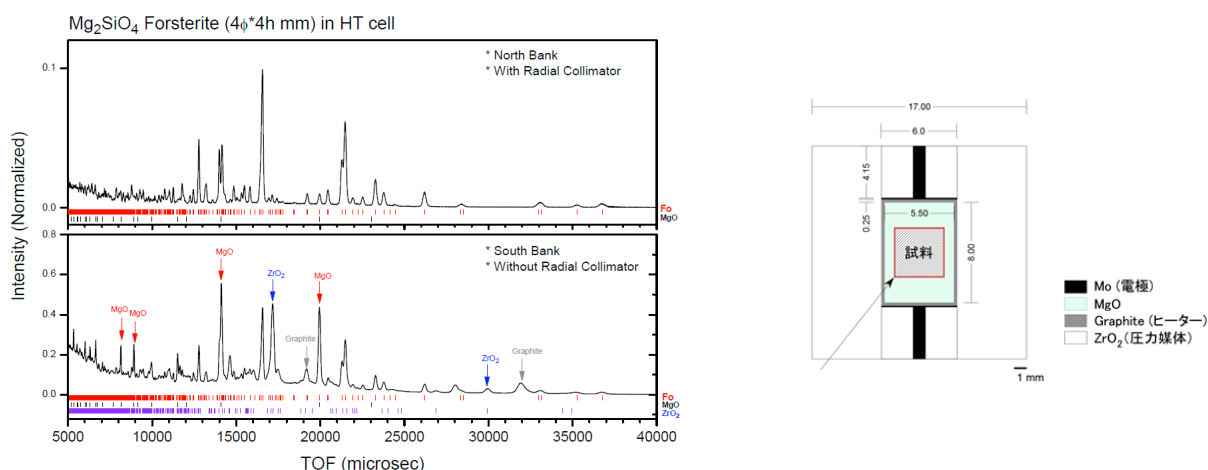 Mg₂SiO₄ Forsterite (4ϕ*4h mm) in HT cell
* North Bank
* With Radial Collimator
0.1
0.0
Fo
MgO
Intensity (Normalized)
* South Bank
* Without Radial Collimator
0.8
0.6
0.4
0.2
0.0
MgO
MgO
MgO
ZrO₂
Graphite
MgO
ZrO₂
Graphite
Fo
MgO
ZrO₂
5000 10000 15000 20000 25000 30000 35000 40000
TOF (microsec)
17.00
6.0
4.15
0.25
5.50
8.00
試料
Mo (電極)
MgO
Graphite (ヒーター)
ZrO₂(圧力媒体)
1 mm